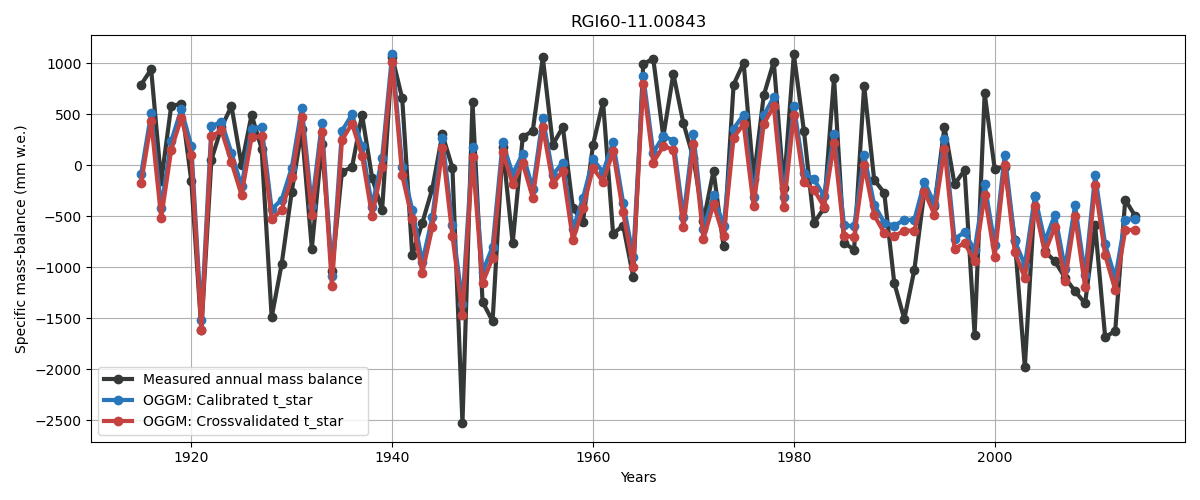 RGI60-11.00843
Specific mass-balance (mm w.e.)
1000
500
0
−500
−1000
−1500
−2000
−2500
Measured annual mass balance
OGGM: Calibrated t_star
OGGM: Crossvalidated t_star
1920 1940 1960 1980 2000
Years